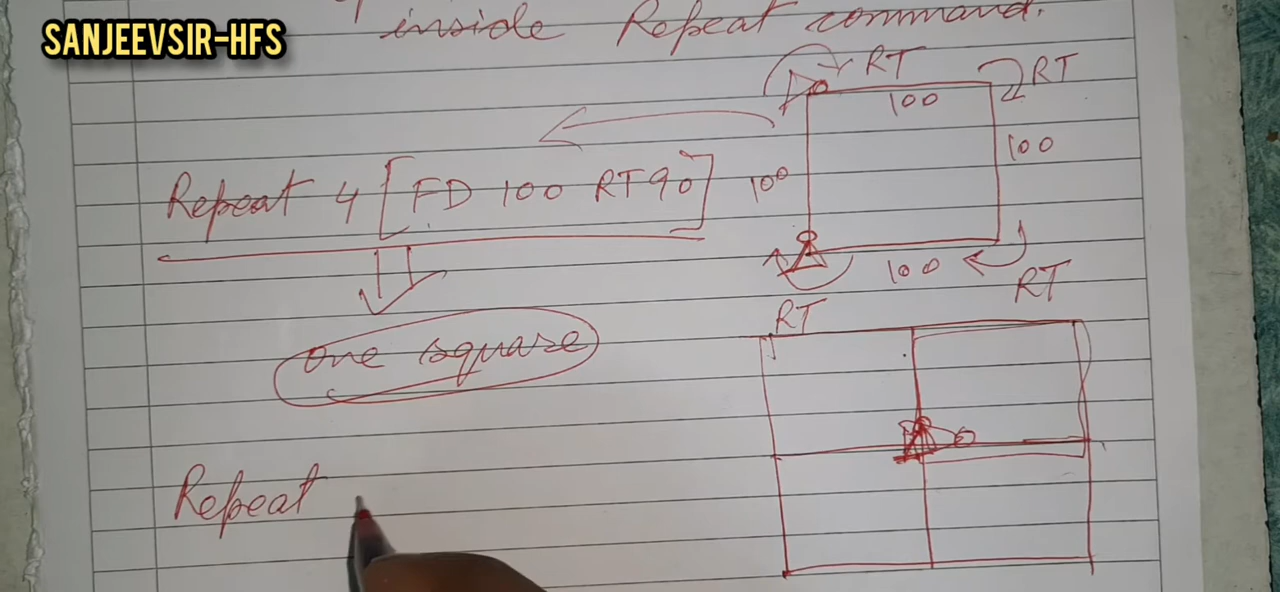 SANJEEVSIR-HFS
inside Repeat command.
RT
RT
100
100
Repeat 4 [FD 100 RT90]
100
100
RT
RT
one square
Repeat